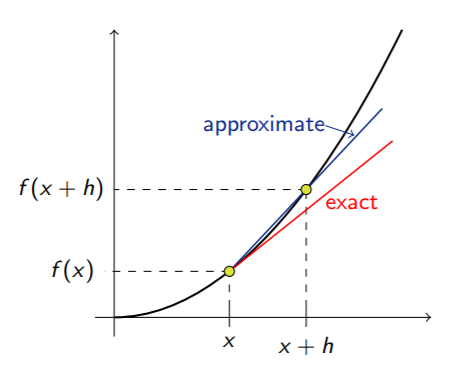 approximate
f(x + h)
exact
f(x)
x
x + h